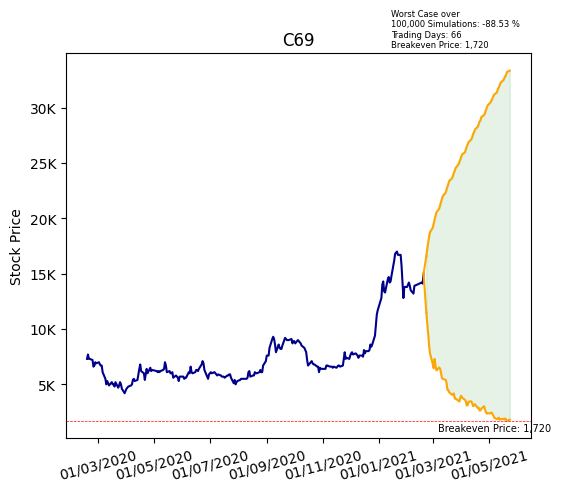 Worst Case over
100,000 Simulations: -88.53 %
Trading Days: 66
Breakeven Price: 1,720
C69
Stock Price
30K
25K
20K
15K
10K
5K
Breakeven Price: 1,720
01/03/2020
01/05/2020
01/07/2020
01/09/2020
01/11/2020
01/01/2021
01/03/2021
01/05/2021